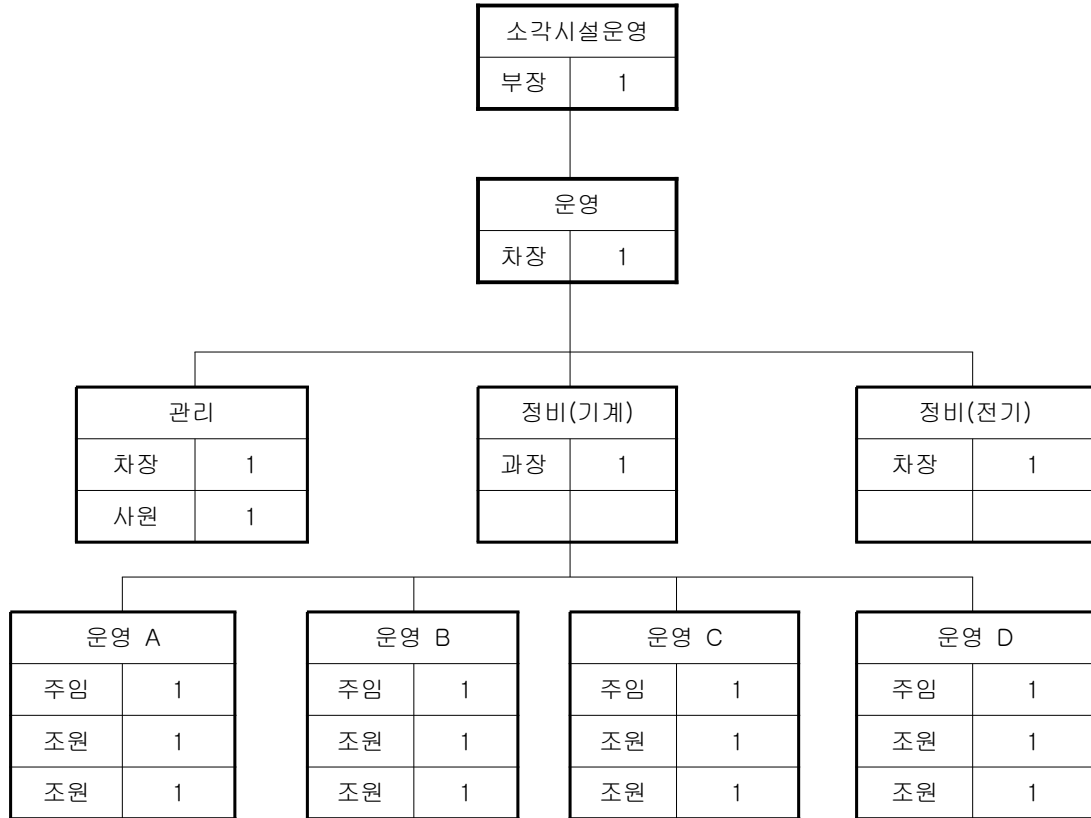 소각시설운영
부장 1
운영
차장 1
관리 정비(기계) 정비(전기)
차장 1 과장 1 차장 1
사원 1
운영 A 운영 B 운영 C 운영 D
주임 1 주임 1 주임 1 주임 1
조원 1 조원 1 조원 1 조원 1
조원 1 조원 1 조원 1 조원 1